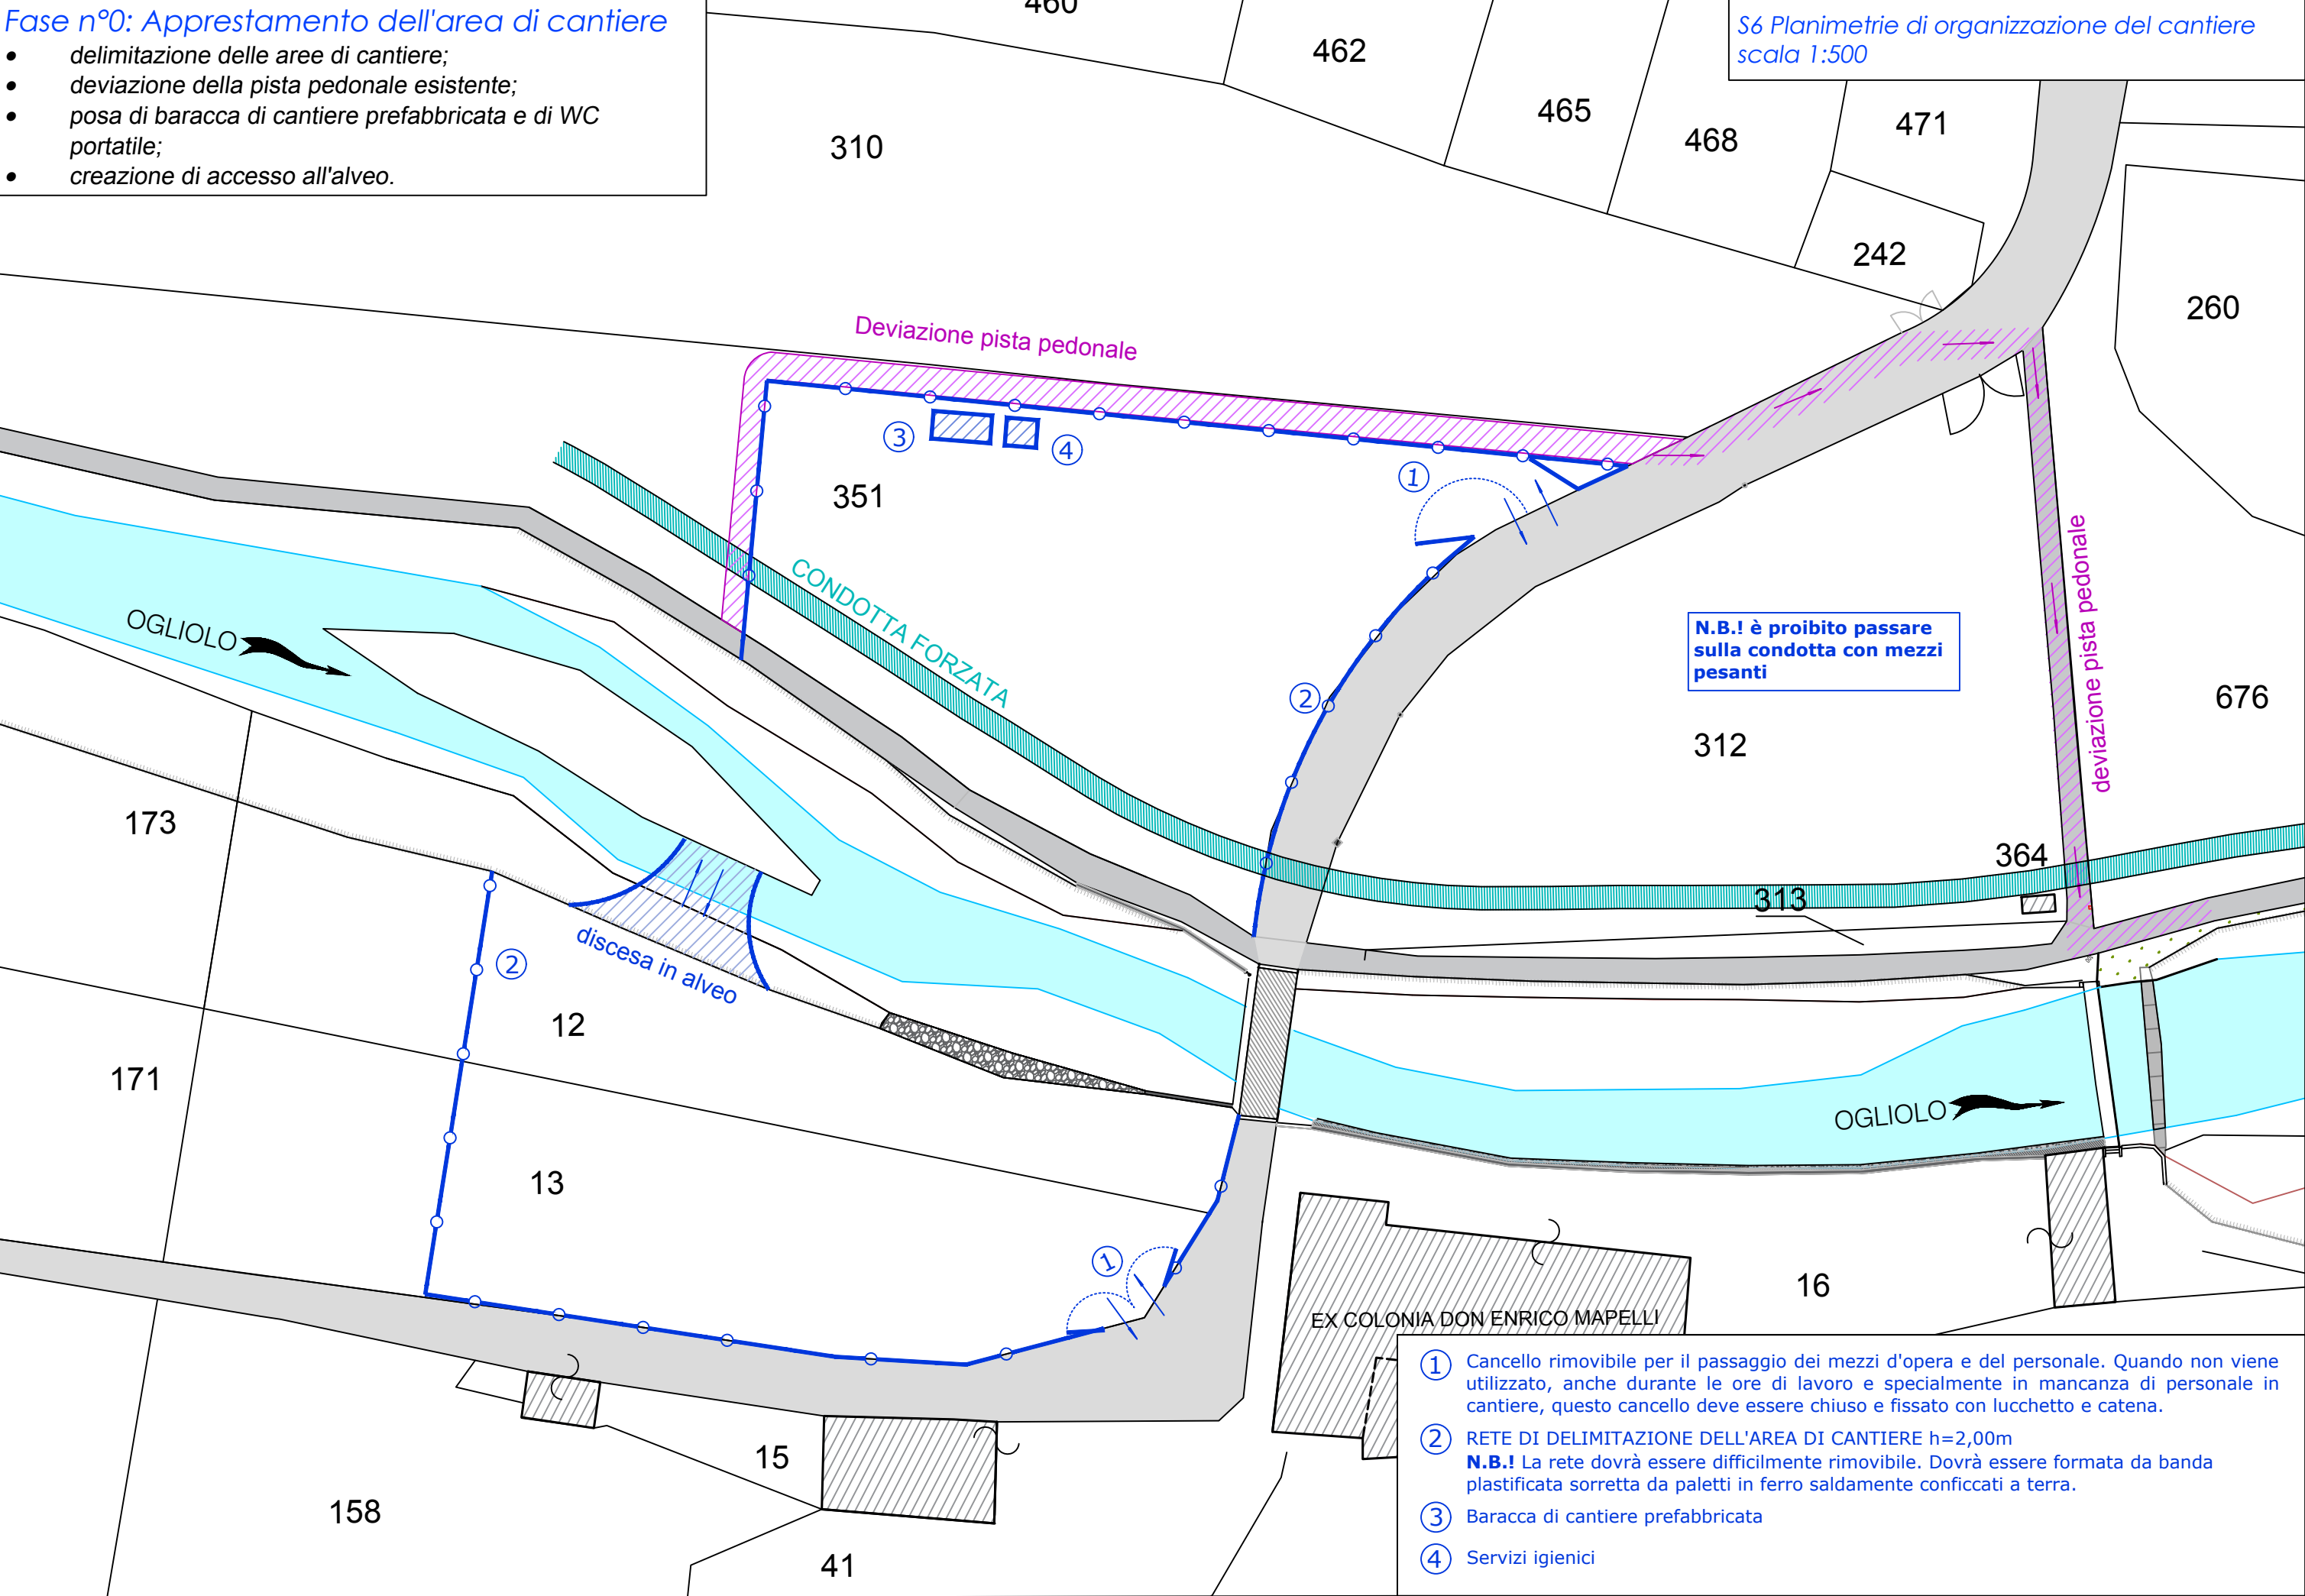 Fase n°0: Apprestamento dell'area di cantiere
• delimitazione delle aree di cantiere;
• deviazione della pista pedonale esistente;
• posa di baracca di cantiere prefabbricata e di WC
portatile;
• creazione di accesso all'alveo.
S6 Planimetrie di organizzazione del cantiere
scala 1:500
460
462
465
468
471
310
242
260
Deviazione pista pedonale
3
4
1
351
CONDOTTA FORZATA
OGLIOLO
2
N.B.! è proibito passare
sulla condotta con mezzi
pesanti
deviazione pista pedonale
676
312
173
364
313
discesa in alveo
2
12
171
OGLIOLO
13
1
16
EX COLONIA DON ENRICO MAPELLI
15
158
41
1 Cancello rimovibile per il passaggio dei mezzi d'opera e del personale. Quando non viene
utilizzato, anche durante le ore di lavoro e specialmente in mancanza di personale in
cantiere, questo cancello deve essere chiuso e fissato con lucchetto e catena.
2 RETE DI DELIMITAZIONE DELL'AREA DI CANTIERE h=2,00m
N.B.! La rete dovrà essere difficilmente rimovibile. Dovrà essere formata da banda
plastificata sorretta da paletti in ferro saldamente conficcati a terra.
3 Baracca di cantiere prefabbricata
4 Servizi igienici